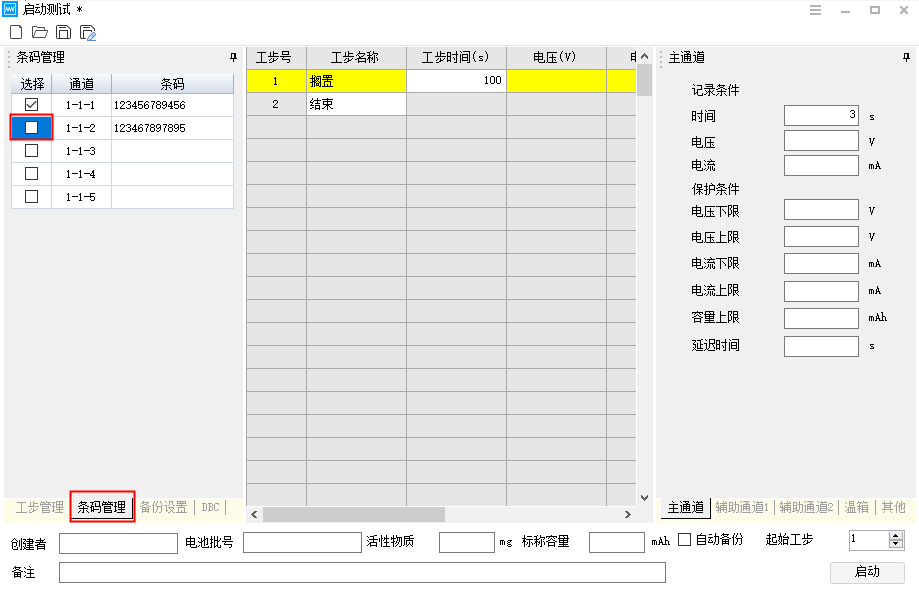 启动测试 *
条码管理
选择 通道 条码
1-1-1 123456789456
1-1-2 123467897895
1-1-3
1-1-4
1-1-5
工步管理 条码管理 备份设置 DBC
工步号 工步名称 工步时间(s) 电压(V)
1 搁置 100
2 结束
主通道
记录条件
时间 3 s
电压 V
电流 mA
保护条件
电压下限 V
电压上限 V
电流下限 mA
电流上限 mA
容量上限 mAh
延迟时间 s
主通道 辅助通道1 辅助通道2 温箱 其他
创建者 电池批号 活性物质 mg 标称容量 mAh 自动备份 起始工步 1
备注 启动